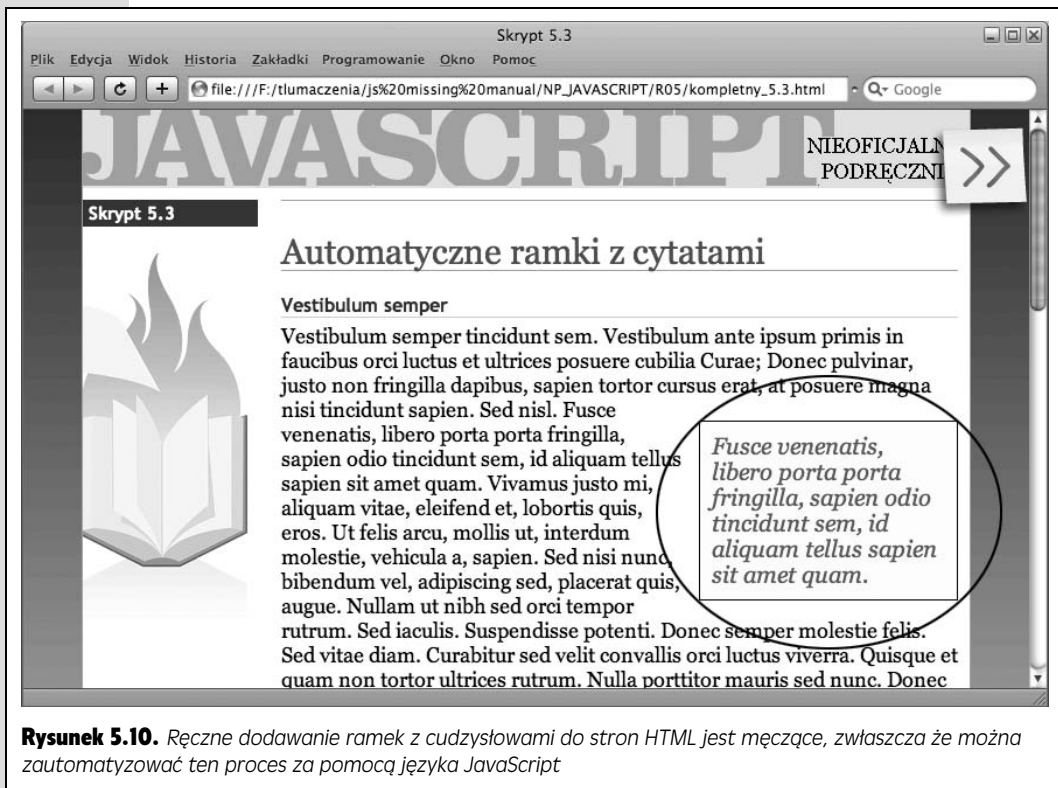 Skrypt 5.3
Plik Edycja Widok Historia Zakładki Programowanie Okno Pomoc
file:///F:/tlumaczenia/js%20missing%20manual/NP_JAVASCRIPT/R05/kompletny_5.3.html
Google
JAVASCRIPT
NIEOFICJALN
PODRĘCZNI
Skrypt 5.3
Automatyczne ramki z cytatami
Vestibulum semper
Vestibulum semper tincidunt sem. Vestibulum ante ipsum primis in
faucibus orci luctus et ultrices posuere cubilia Curae; Donec pulvinar,
justo non fringilla dapibus, sapien tortor cursus erat, at posuere magna
nisi tincidunt sapien. Sed nisl. Fusce
venenatis, libero porta porta fringilla,
sapien odio tincidunt sem, id aliquam tellus
sapien sit amet quam. Vivamus justo mi,
aliquam vitae, eleifend et, lobortis quis,
eros. Ut felis arcu, mollis ut, interdum
molestie, vehicula a, sapien. Sed nisi nunc,
bibendum vel, adipiscing sed, placerat quis,
augue. Nullam ut nibh sed orci tempor
rutrum. Sed iaculis. Suspendisse potenti. Donec semper molestie felis.
Sed vitae diam. Curabitur sed velit convallis orci luctus viverra. Quisque et
quam non tortor ultrices rutrum. Nulla porttitor mauris sed nunc. Donec
Fusce venenatis,
libero porta porta
fringilla, sapien odio
tincidunt sem, id
aliquam tellus sapien
sit amet quam.
Rysunek 5.10. Ręczne dodawanie ramek z cudzysłowami do stron HTML jest męczące, zwłaszcza że można
zautomatyzować ten proces za pomocą języka JavaScript